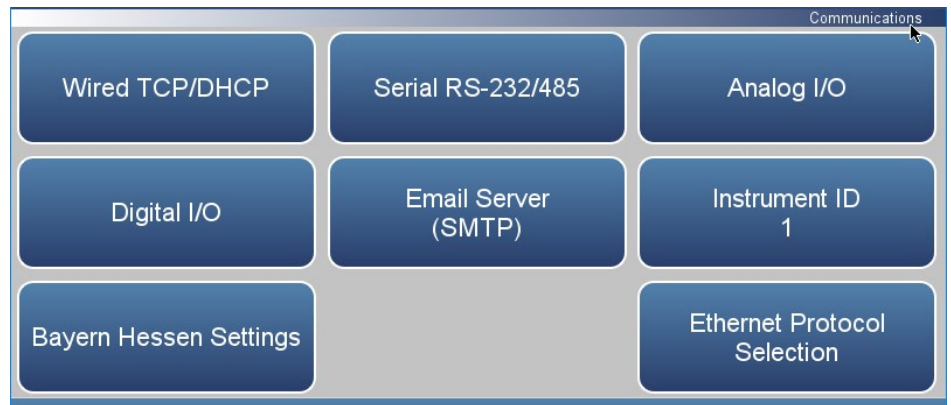 Communications
Wired TCP/DHCP
Serial RS-232/485
Analog I/O
Digital I/O
Email Server
(SMTP)
Instrument ID
1
Bayern Hessen Settings
Ethernet Protocol
Selection